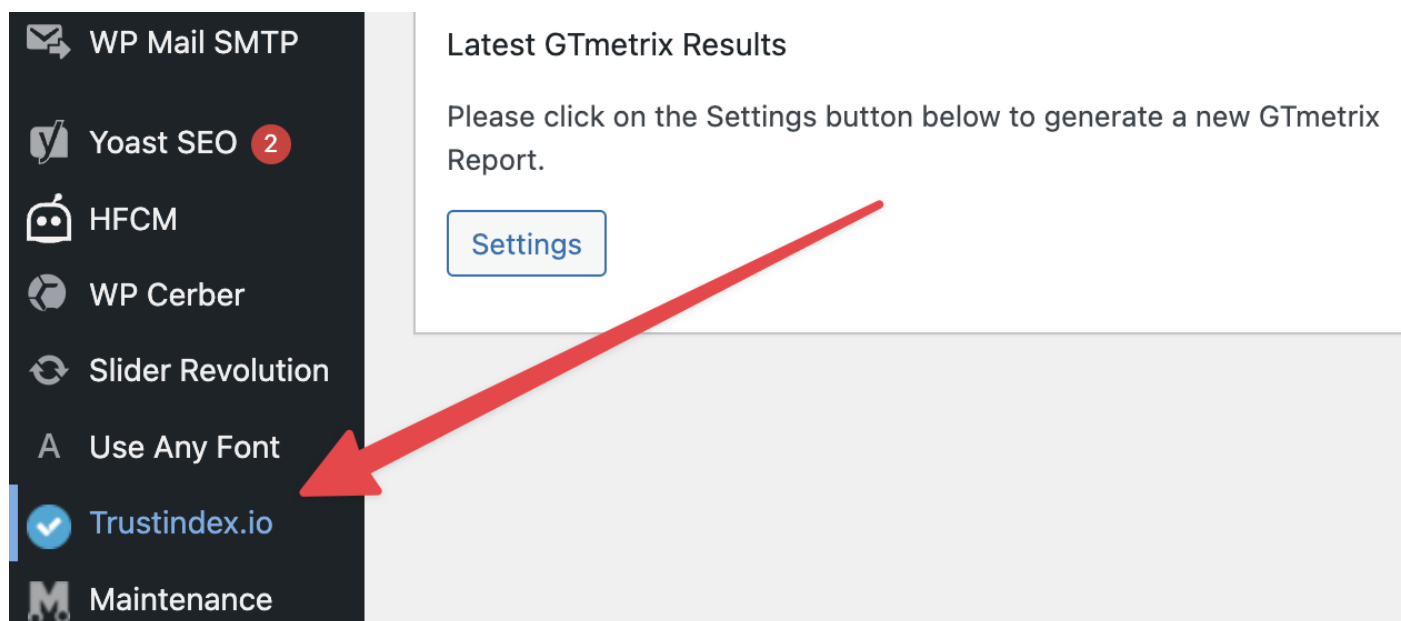 WP Mail SMTP
Yoast SEO 2
HFCM
WP Cerber
Slider Revolution
A Use Any Font
Trustindex.io
Maintenance
Latest GTmetrix Results
Please click on the Settings button below to generate a new GTmetrix
Report.
Settings